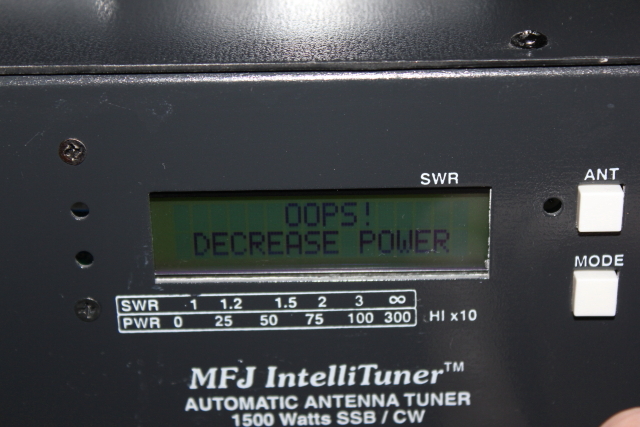 SWR
ANT
OOPS!
DECREASE POWER
MODE
SWR 1 1.2 1.5 2 3 ∞
PWR 0 25 50 75 100 300 HI x10
MFJ IntelliTuner™
AUTOMATIC ANTENNA TUNER
1500 Watts SSB / CW